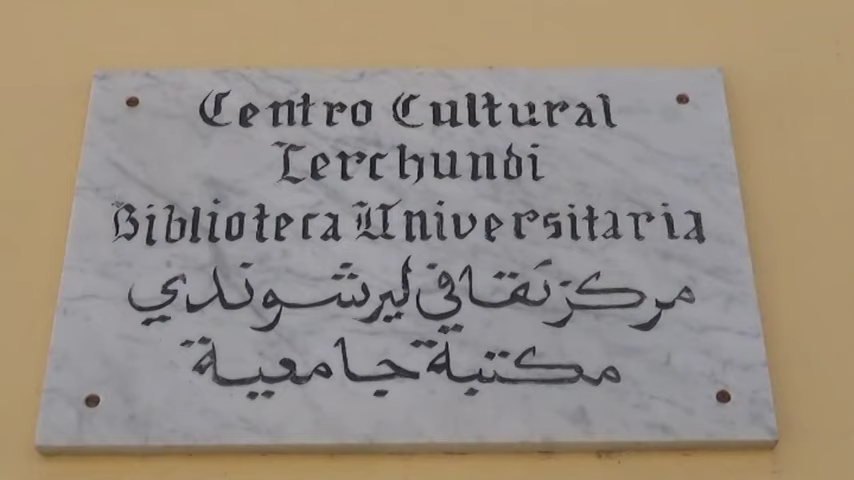 Centro Cultural
Lerchundi
Biblioteca Universitaria
مركز ثقافي ليرشوندي
مكتبة جامعية